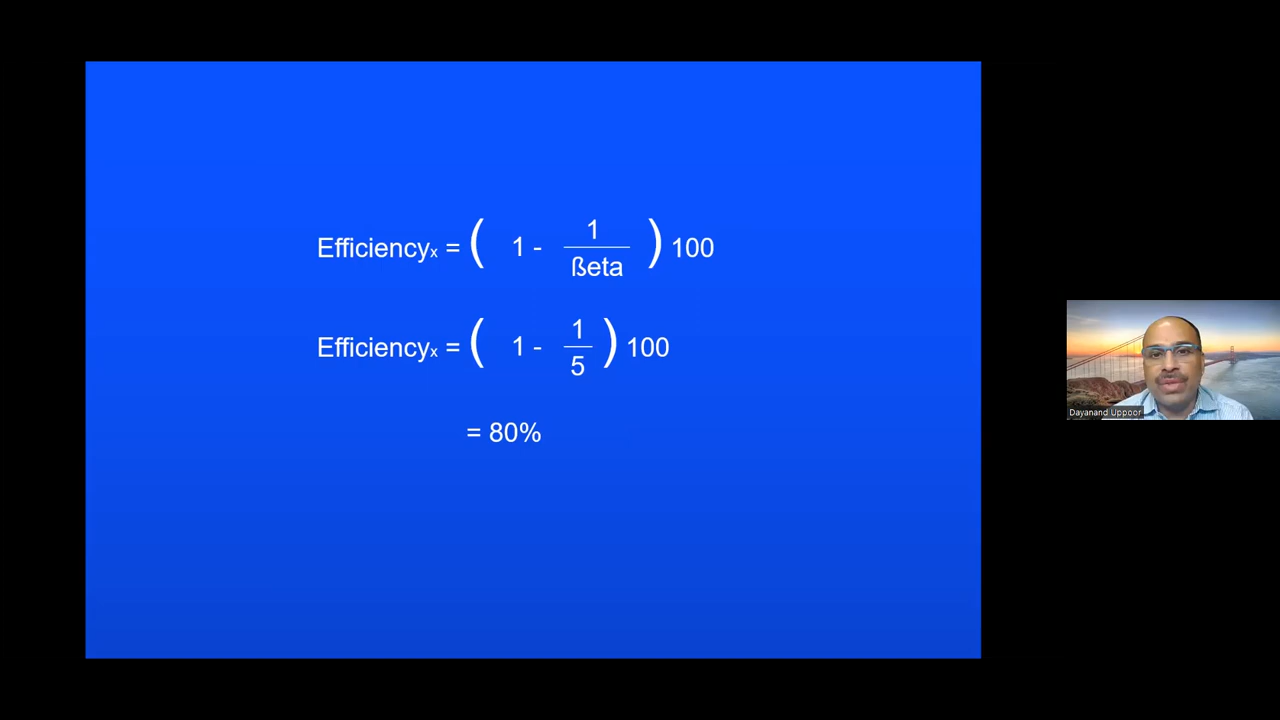 Efficiencyₓ = ( 1 - 1/ßeta ) 100
Efficiencyₓ = ( 1 - 1/5 ) 100
= 80%
Dayanand Uppoor